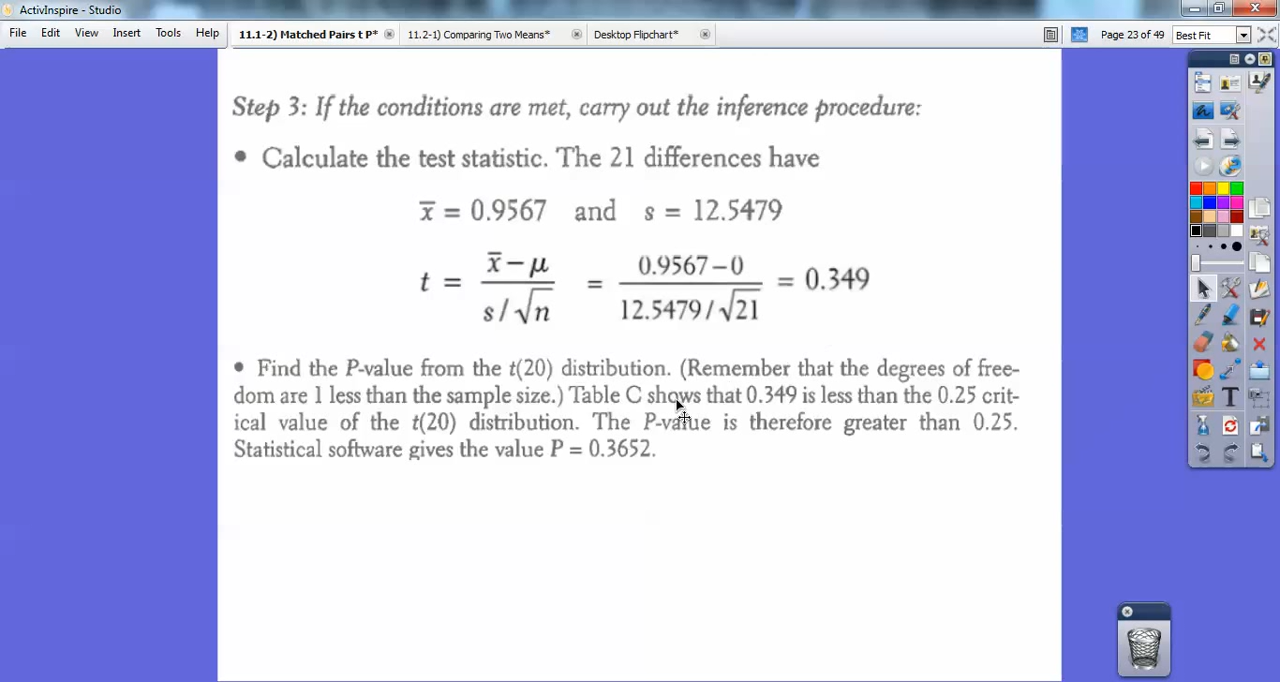 ActivInspire - Studio
File Edit View Insert Tools Help
11.1-2) Matched Pairs t P* 11.2-1) Comparing Two Means* Desktop Flipchart* Page 23 of 49 Best Fit
Step 3: If the conditions are met, carry out the inference procedure:
• Calculate the test statistic. The 21 differences have
x̄ = 0.9567 and s = 12.5479
t = (x̄ − μ)/(s/√n) = (0.9567 − 0)/(12.5479/√21) = 0.349
• Find the P-value from the t(20) distribution. (Remember that the degrees of free-
dom are 1 less than the sample size.) Table C shows that 0.349 is less than the 0.25 crit-
ical value of the t(20) distribution. The P-value is therefore greater than 0.25.
Statistical software gives the value P = 0.3652.